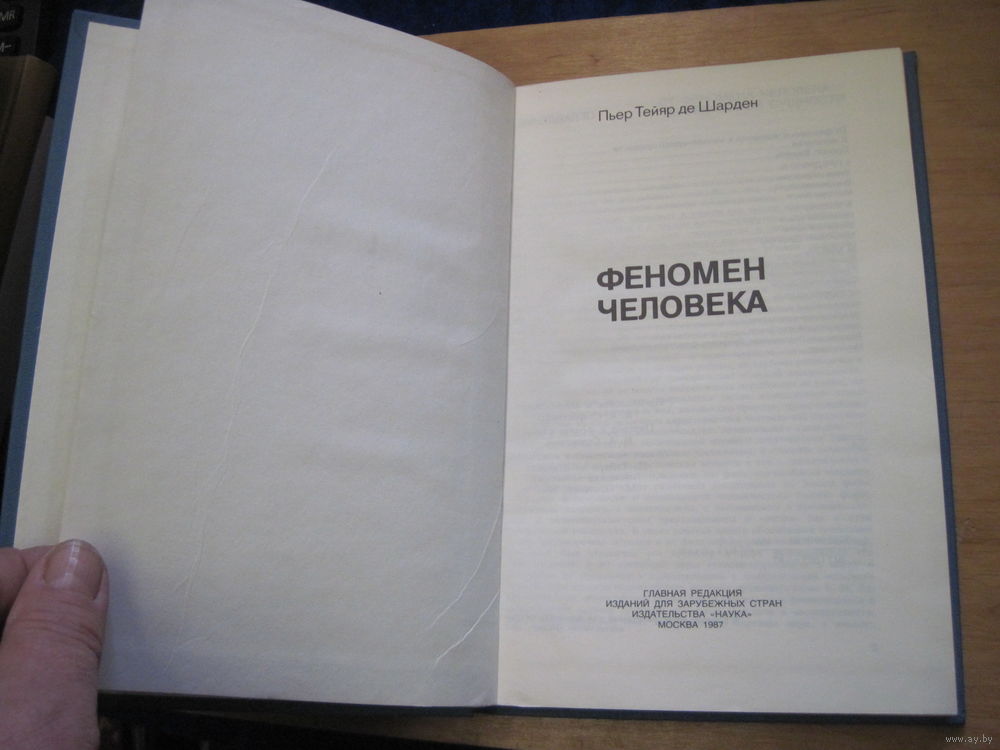 MR
M-
Пьер Тейяр де Шарден
ФЕНОМЕН
ЧЕЛОВЕКА
ГЛАВНАЯ РЕДАКЦИЯ
ИЗДАНИЙ ДЛЯ ЗАРУБЕЖНЫХ СТРАН
ИЗДАТЕЛЬСТВА «НАУКА»
МОСКВА 1987
www.ay.by